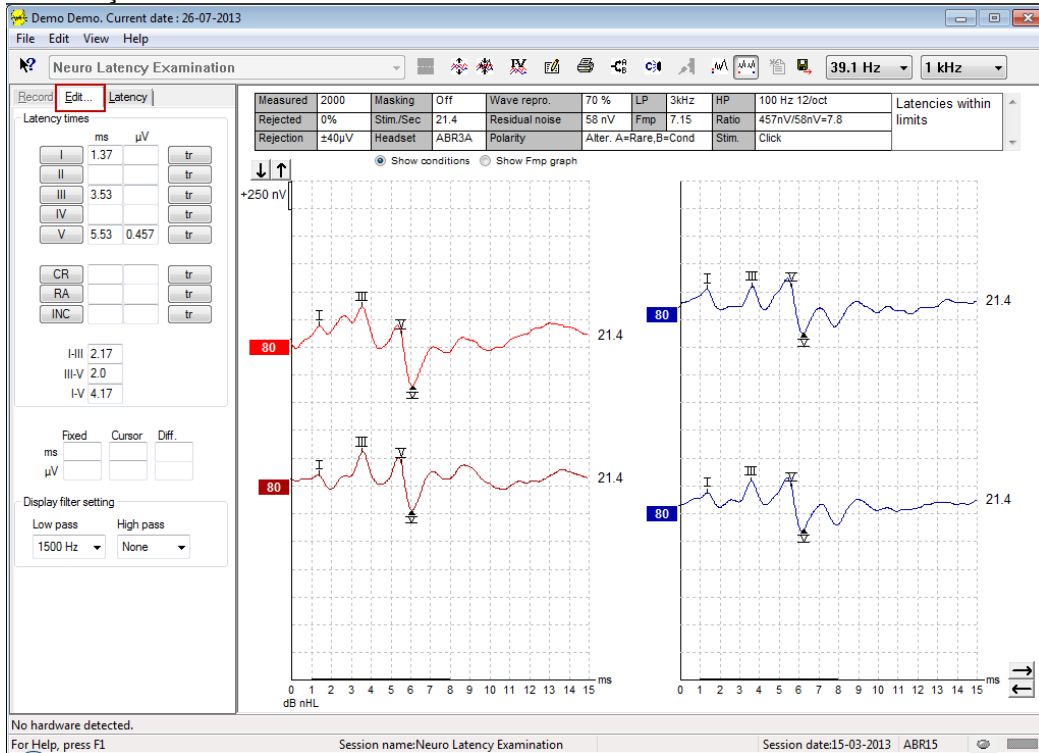 Demo Demo. Current date : 26-07-2013
File Edit View Help
Neuro Latency Examination 39.1 Hz 1 kHz
Record Edit... Latency
Latency times
ms µV
I 1.37 tr
II tr
III 3.53 tr
IV tr
V 5.53 0.457 tr
CR tr
RA tr
INC tr
I-III 2.17
III-V 2.0
I-V 4.17
Fixed Cursor Diff.
ms
µV
Display filter setting
Low pass High pass
1500 Hz None
Measured 2000 Masking Off Wave repro. 70 % LP 3kHz HP 100 Hz 12/oct
Rejected 0% Stim./Sec 21.4 Residual noise 58 nV Fmp 7.15 Ratio 457nV/58nV=7.8
Rejection ±40µV Headset ABR3A Polarity Alter. A=Rare,B=Cond Stim. Click
Latencies within
limits
Show conditions Show Fmp graph
+250 nV
I III V
80 21.4
V
I III V
80 21.4
V
0 1 2 3 4 5 6 7 8 9 10 11 12 13 14 15 ms
dB nHL
I III V
80 21.4
V
I III V
80 21.4
V
0 1 2 3 4 5 6 7 8 9 10 11 12 13 14 15 ms
No hardware detected.
For Help, press F1 Session name:Neuro Latency Examination Session date:15-03-2013 ABR15